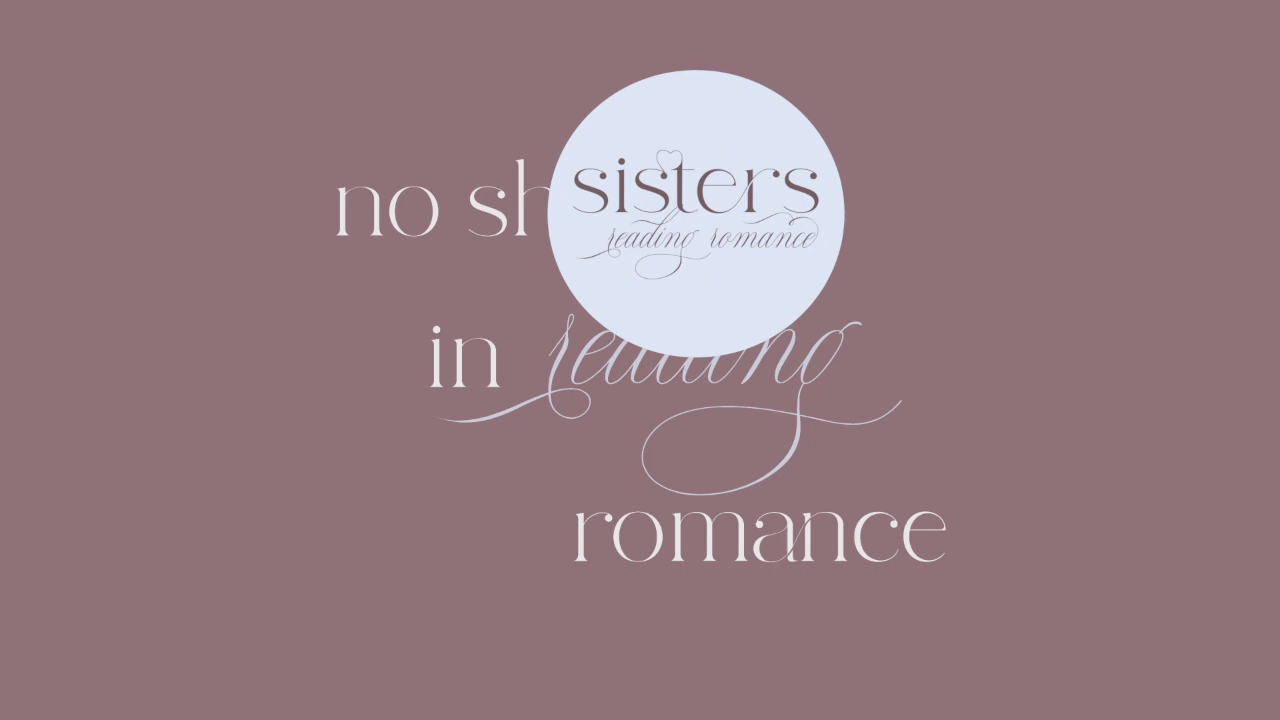 no sh
sisters
reading romance
in reading
romance